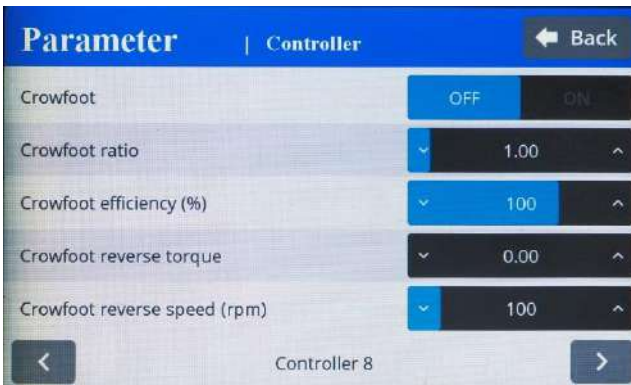 Parameter | Controller Back
Crowfoot OFF ON
Crowfoot ratio 1.00
Crowfoot efficiency (%) 100
Crowfoot reverse torque 0.00
Crowfoot reverse speed (rpm) 100
Controller 8